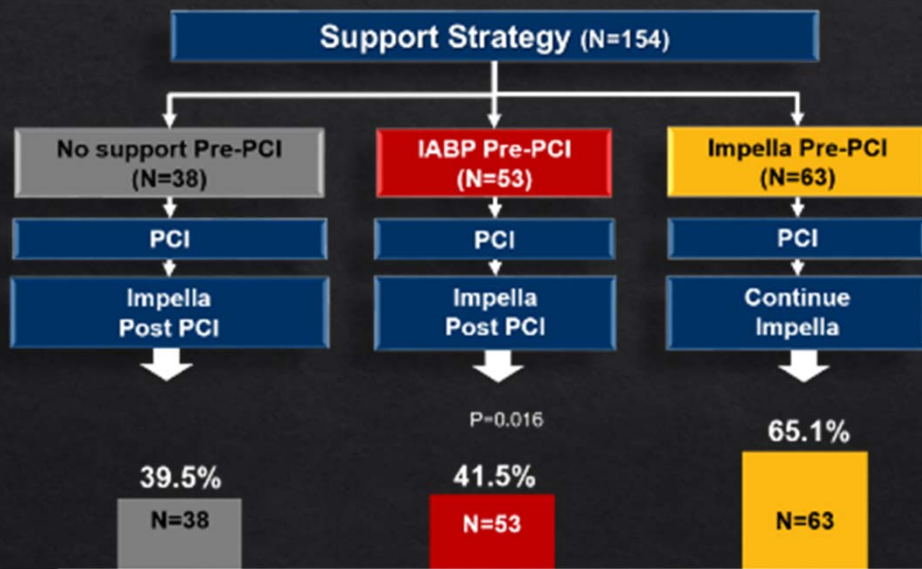 Support Strategy (N=154)
No support Pre-PCI
(N=38)
IABP Pre-PCI
(N=53)
Impella Pre-PCI
(N=63)
PCI
PCI
PCI
Impella
Post PCI
Impella
Post PCI
Continue
Impella
P=0.016
39.5%
41.5%
65.1%
N=38
N=53
N=63